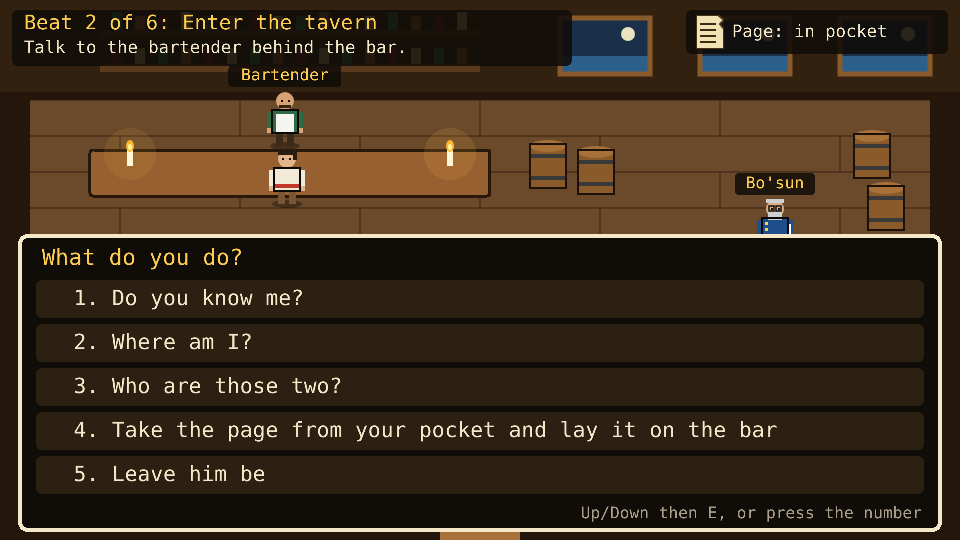 Beat 2 of 6: Enter the tavern
Talk to the bartender behind the bar.
Page: in pocket
Bartender
Bo'sun
What do you do?
1. Do you know me?
2. Where am I?
3. Who are those two?
4. Take the page from your pocket and lay it on the bar
5. Leave him be
Up/Down then E, or press the number